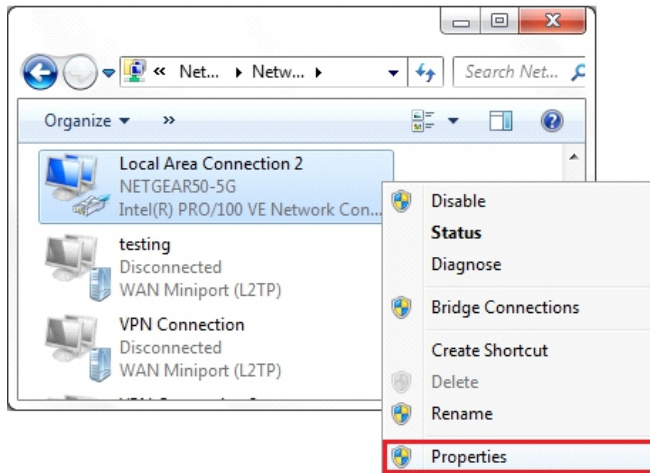 « Net... Netw...
Search Net...
Organize »
Local Area Connection 2
NETGEAR50-5G
Intel(R) PRO/100 VE Network Con...
testing
Disconnected
WAN Miniport (L2TP)
VPN Connection
Disconnected
WAN Miniport (L2TP)
Disable
Status
Diagnose
Bridge Connections
Create Shortcut
Delete
Rename
Properties